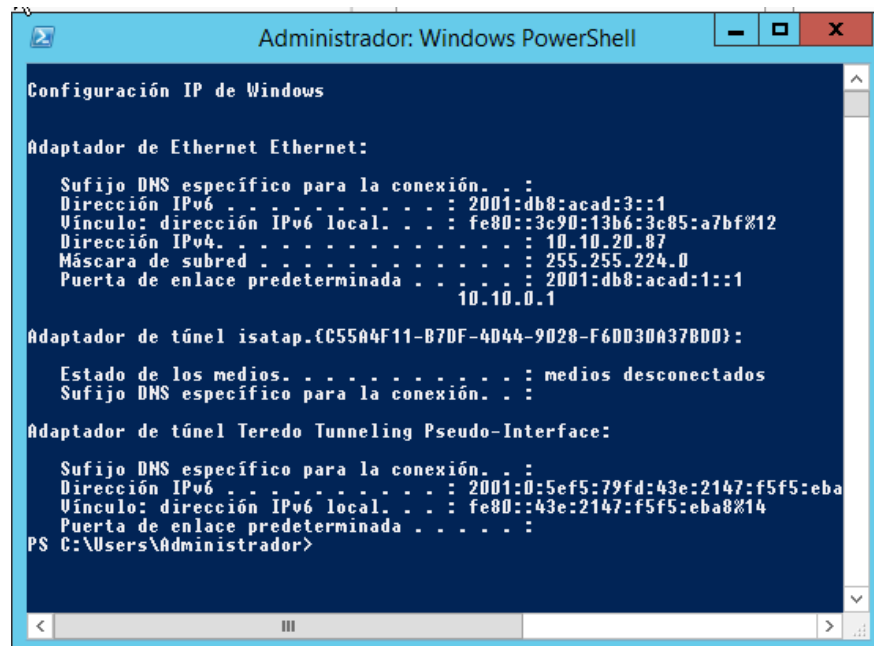 Administrador: Windows PowerShell
Configuración IP de Windows
Adaptador de Ethernet Ethernet:
Sufijo DNS específico para la conexión. . :
Dirección IPv6 . . . . . . . . . . : 2001:db8:acad:3::1
Vínculo: dirección IPv6 local. . . : fe80::3c90:13b6:3c85:a7bf%12
Dirección IPv4. . . . . . . . . . . . . . : 10.10.20.87
Máscara de subred . . . . . . . . . . . . : 255.255.224.0
Puerta de enlace predeterminada . . . . . : 2001:db8:acad:1::1
10.10.0.1
Adaptador de túnel isatap.{C55A4F11-B7DF-4D44-9028-F6DD30A37BD0}:
Estado de los medios. . . . . . . . . . . : medios desconectados
Sufijo DNS específico para la conexión. . :
Adaptador de túnel Teredo Tunneling Pseudo-Interface:
Sufijo DNS específico para la conexión. . :
Dirección IPv6 . . . . . . . . . . : 2001:0:5ef5:79fd:43e:2147:f5f5:eba
Vínculo: dirección IPv6 local. . . : fe80::43e:2147:f5f5:eba8%14
Puerta de enlace predeterminada . . . . . :
PS C:\Users\Administrador>